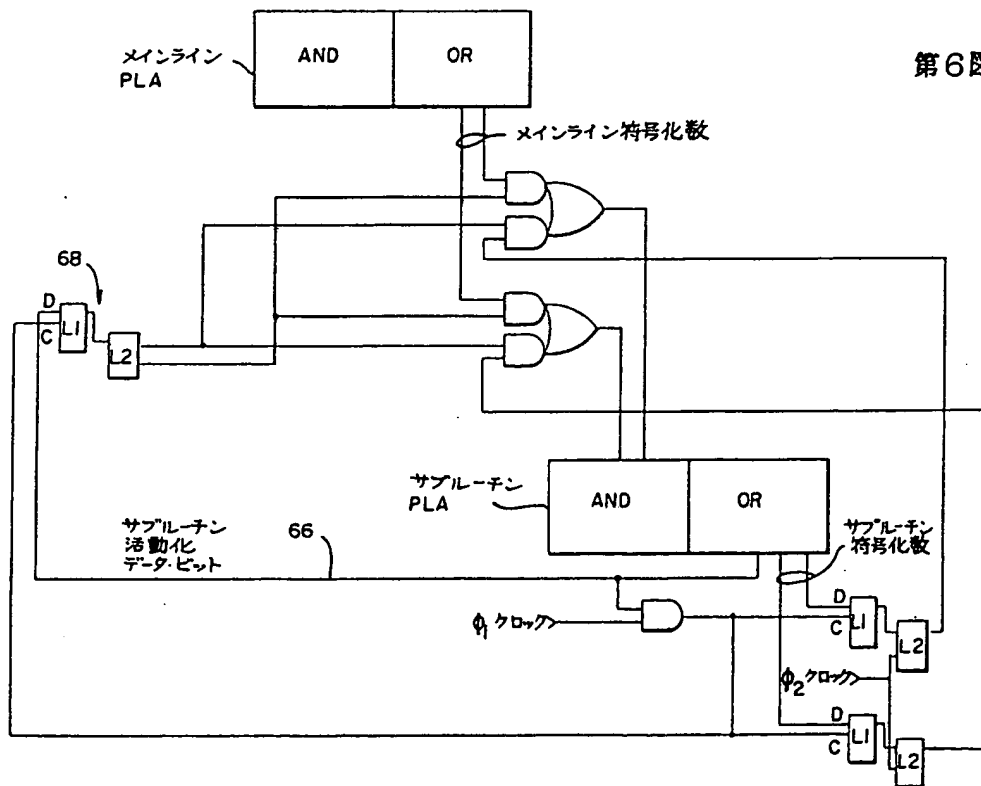 第6図
メインライン
PLA
AND
OR
メインライン符号化数
68
D
C
L1
L2
サブルーチン
PLA
AND
OR
サブルーチン
符号化数
サブルーチン
活動化
データ・ビット
66
φ1 クロック
D
C
L1
L2
φ2 クロック
D
C
L1
L2